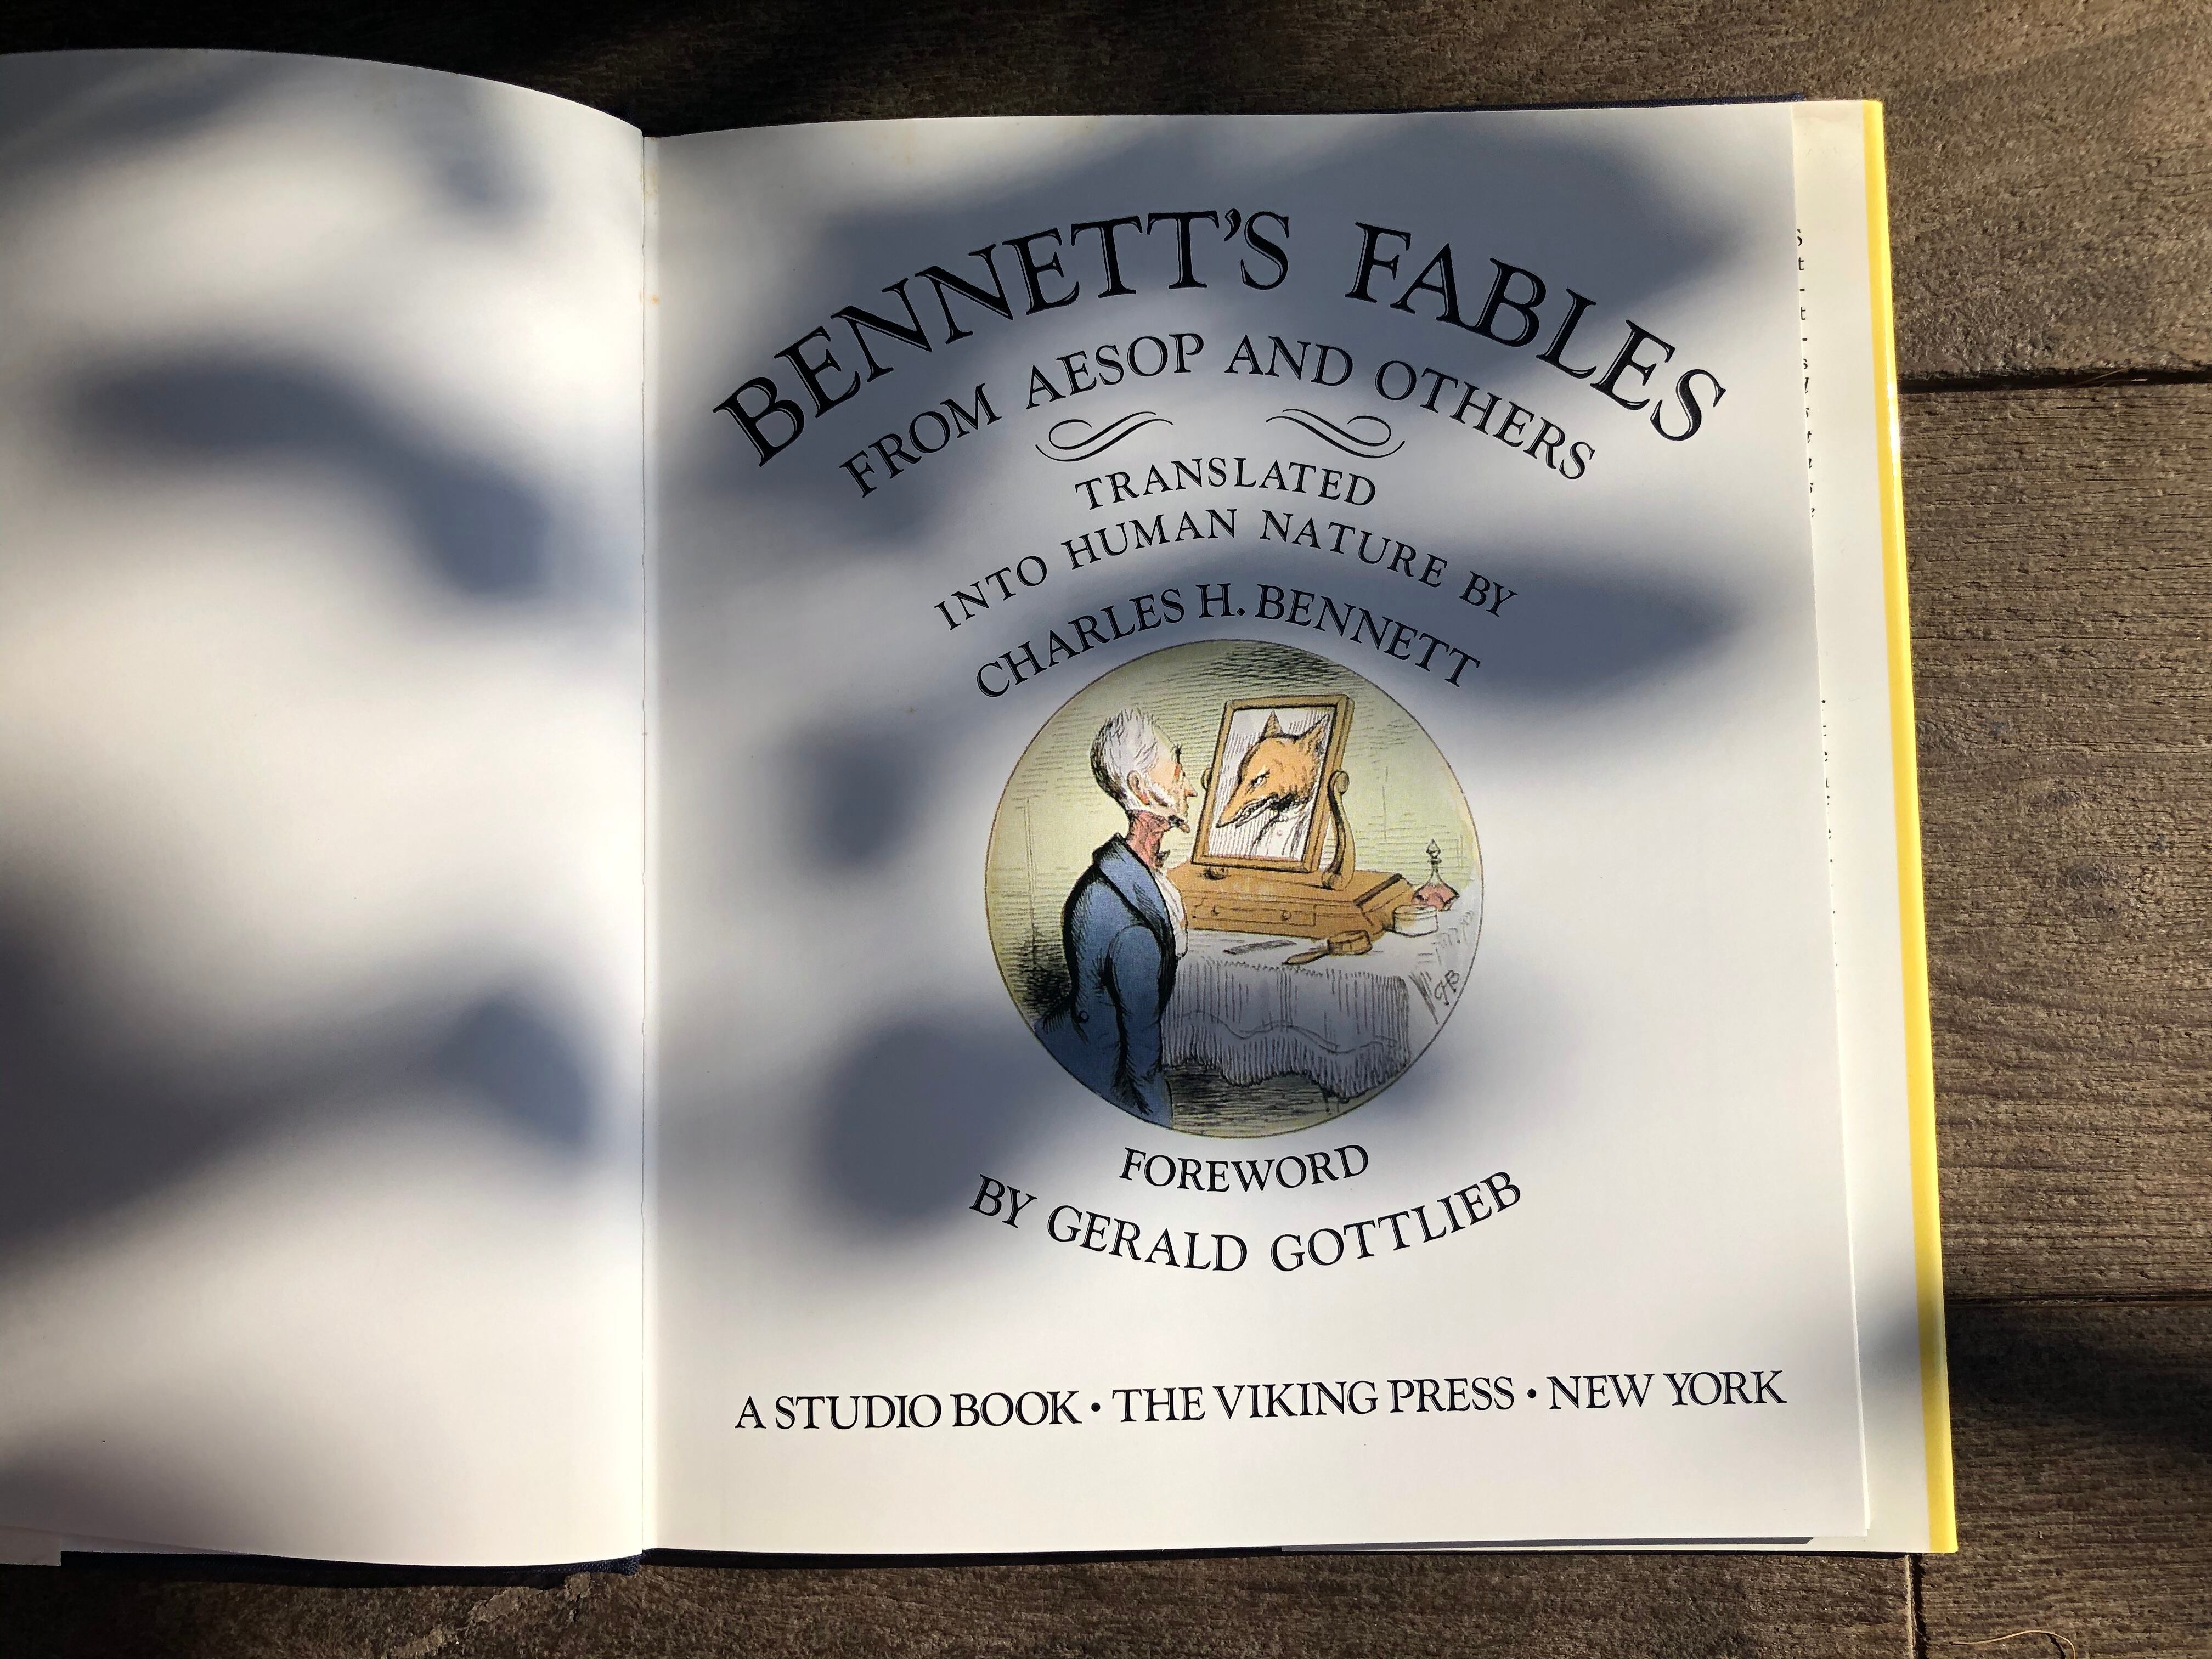 BENNETT'S FABLES
FROM AESOP AND OTHERS
TRANSLATED
INTO HUMAN NATURE BY
CHARLES H. BENNETT
CHB
FOREWORD
BY GERALD GOTTLIEB
A STUDIO BOOK • THE VIKING PRESS • NEW YORK